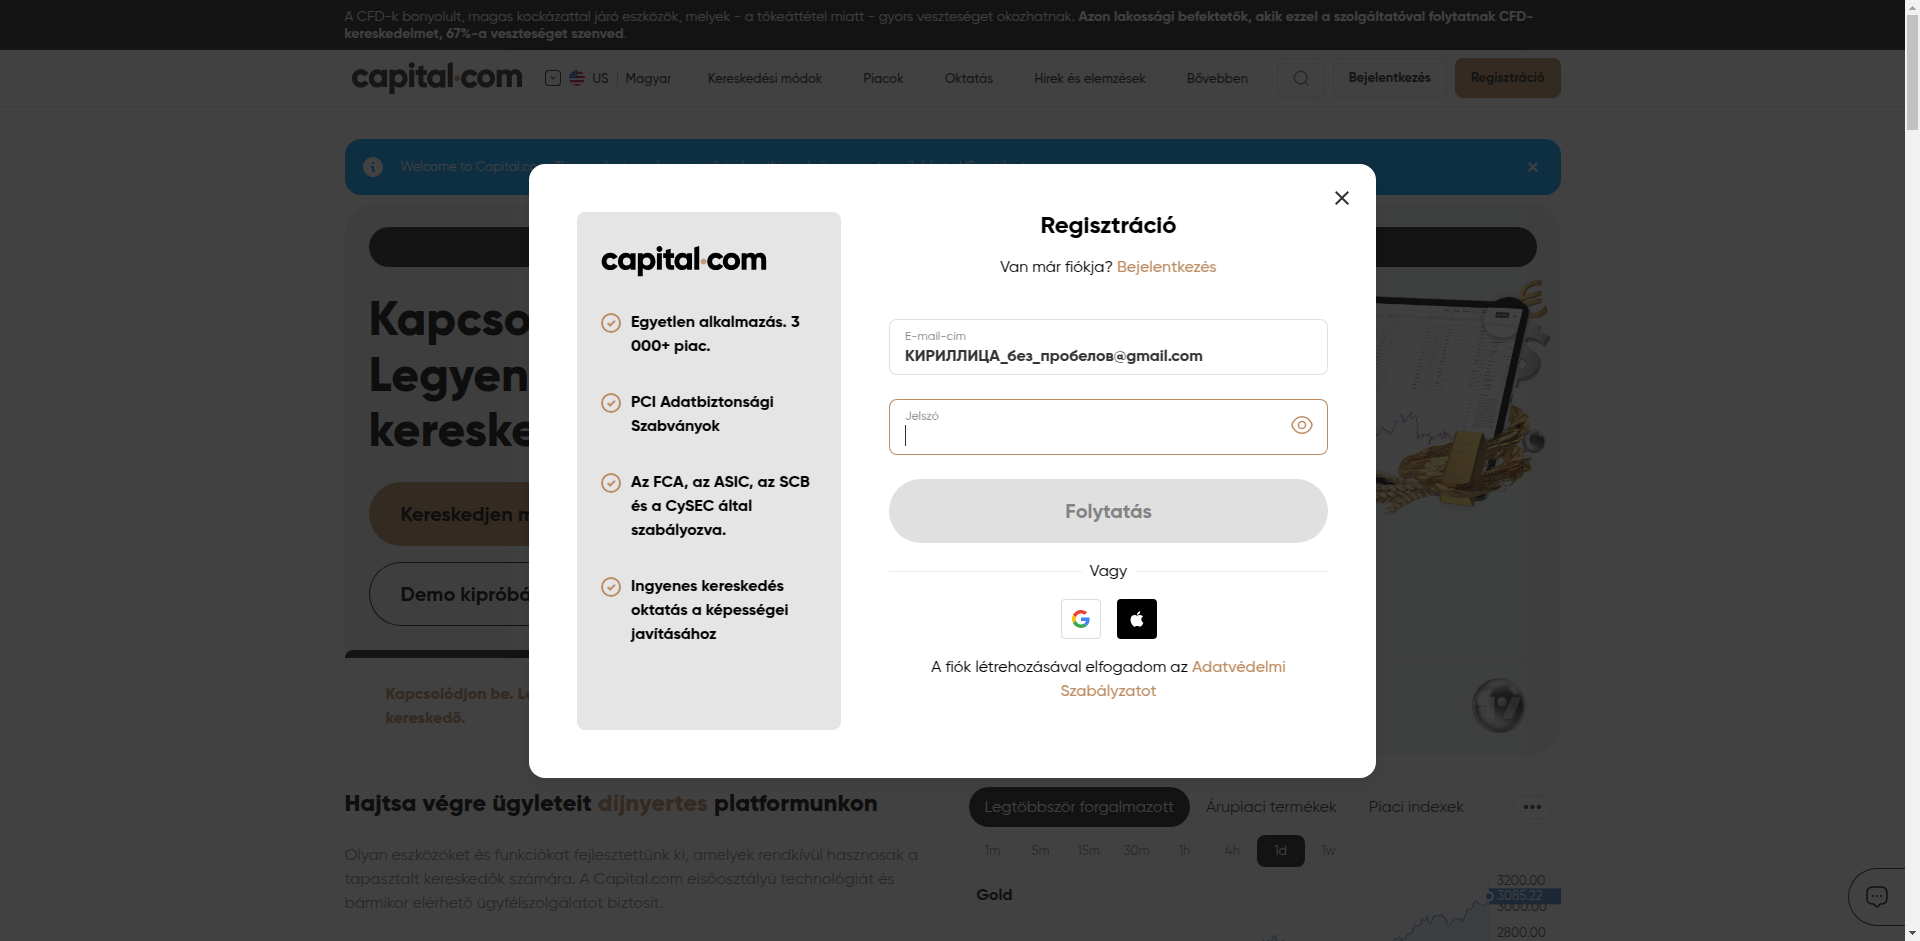 A CFD-k bonyolult, magas kockázattal járó eszközök, melyek - a tőkeáttétel miatt - gyors veszteséget okozhatnak. Azon lakossági befektetők, akik ezzel a szolgáltatóval folytatnak CFD-
kereskedelmet, 67%-a veszteséget szenved.
capital.com
US | Magyar
Kereskedési módok
Piacok
Oktatás
Hírek és elemzések
Bővebben
Bejelentkezés
Regisztráció
Welcome to Capital
Kapcso
Legyen
kereske
Kereskedjen
Demo kipróbá
Kapcsolódjon be.
kereskedő.
capital.com
Egyetlen alkalmazás. 3
000+ piac.
PCI Adatbiztonsági
Szabványok
Az FCA, az ASIC, az SCB
és a CySEC által
szabályozva.
Ingyenes kereskedés
oktatás a képességei
javításához
Regisztráció
Van már fiókja? Bejelentkezés
E-mail-cím
КИРИЛЛИЦА_без_пробелов@gmail.com
Jelszó
Folytatás
Vagy
A fiók létrehozásával elfogadom az Adatvédelmi
Szabályzatot
Hajtsa végre ügyleteit díjnyertes platformunkon
Olyan eszközöket és funkciókat fejlesztettünk ki, amelyek rendkívül hasznosak a
tapasztalt kereskedők számára. A Capital.com elsőosztályú technológiát és
bármikor elérhető ügyfélszolgálatot biztosít.
Legtöbbször forgalmazott
Árupiaci termékek
Piaci indexek
1m 5m 15m 30m 1h 4h 1d 1w
Gold
3200.00
3085.22
3000.00
2800.00